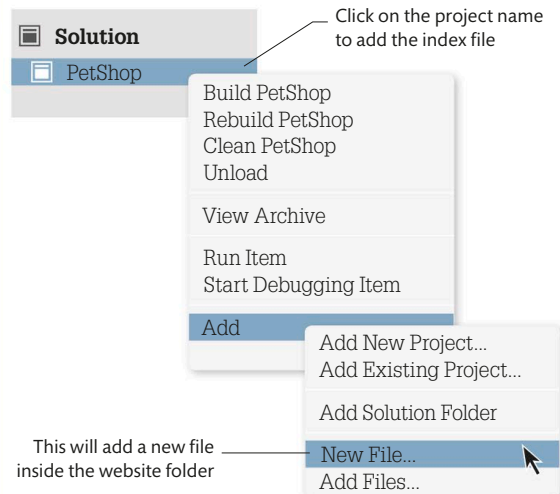 Click on the project name
to add the index file
Solution
PetShop
Build PetShop
Rebuild PetShop
Clean PetShop
Unload
View Archive
Run Item
Start Debugging Item
Add
Add New Project...
Add Existing Project...
Add Solution Folder
This will add a new file
inside the website folder
New File...
Add Files...